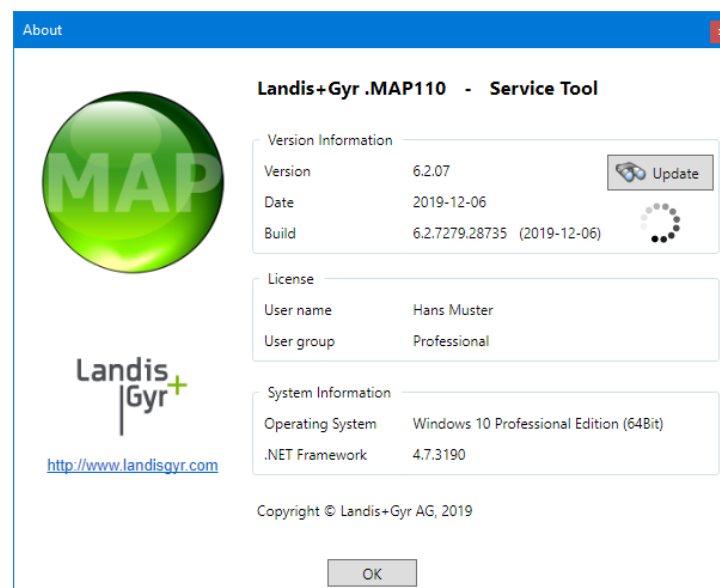 About
Landis+Gyr .MAP110 - Service Tool
MAP
Version Information
Version 6.2.07
Update
Date 2019-12-06
Build 6.2.7279.28735 (2019-12-06)
License
User name Hans Muster
User group Professional
Landis+
Gyr
System Information
Operating System Windows 10 Professional Edition (64Bit)
.NET Framework 4.7.3190
http://www.landisgyr.com
Copyright © Landis+Gyr AG, 2019
OK